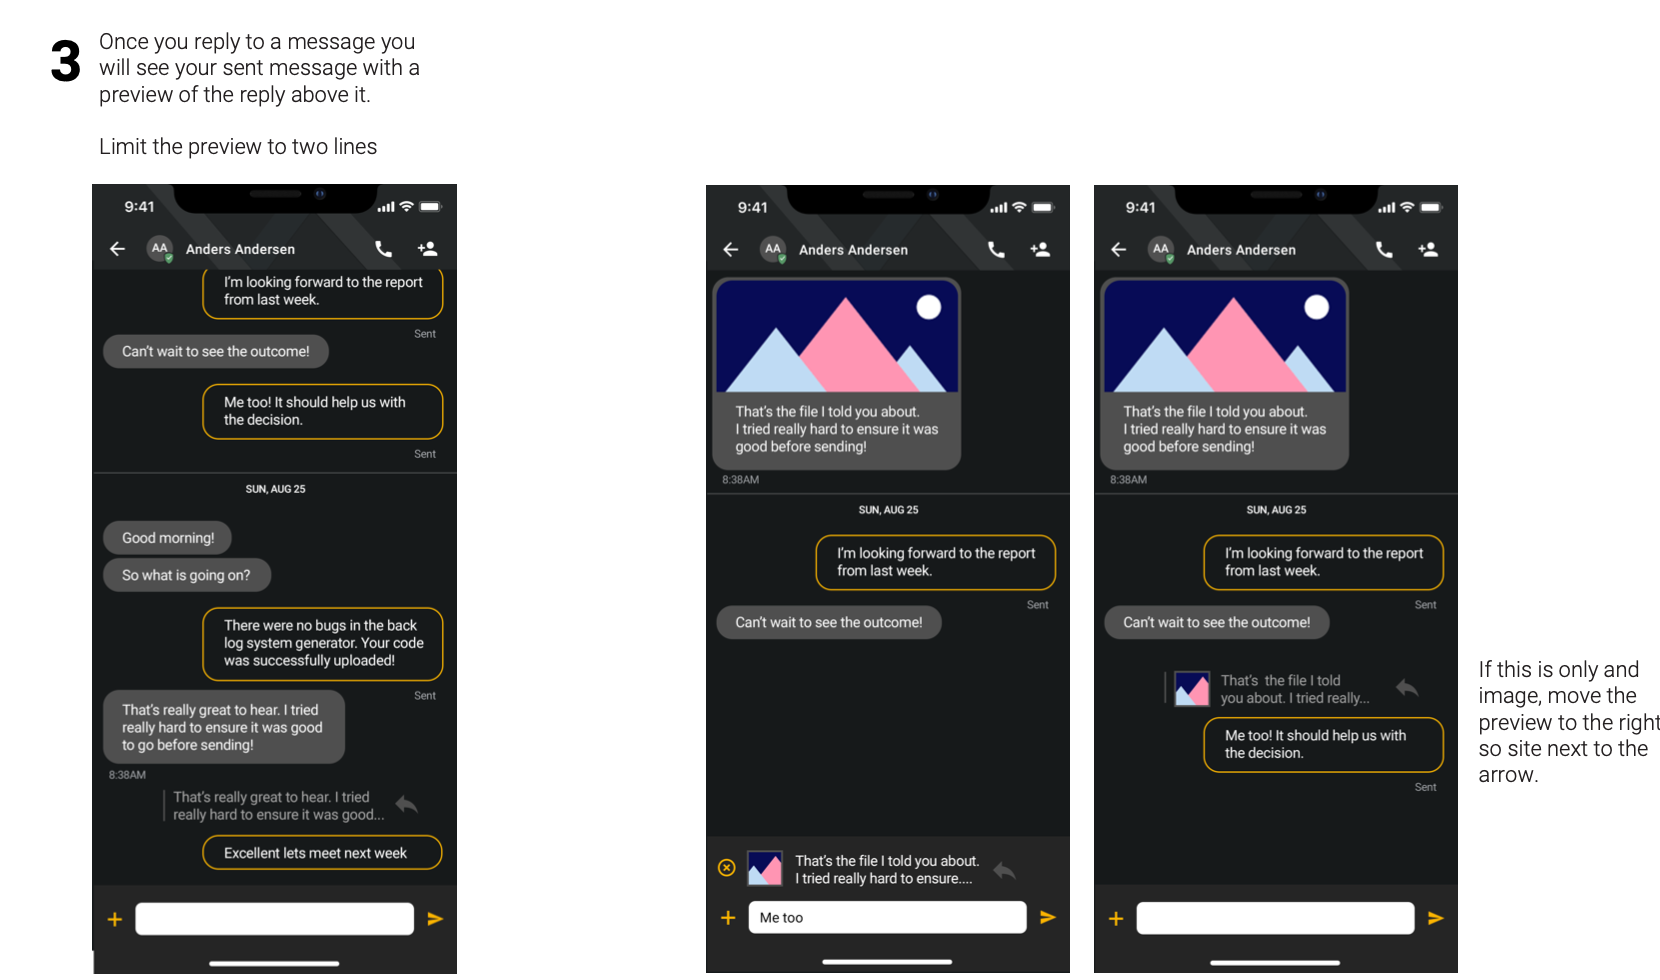 3
Once you reply to a message you
will see your sent message with a
preview of the reply above it.
Limit the preview to two lines
9:41
AA
Anders Andersen
I'm looking forward to the report
from last week.
Sent
Can't wait to see the outcome!
Me too! It should help us with
the decision.
Sent
SUN, AUG 25
Good morning!
So what is going on?
There were no bugs in the back
log system generator. Your code
was successfully uploaded!
Sent
That's really great to hear. I tried
really hard to ensure it was good
to go before sending!
8:38AM
That's really great to hear. I tried
really hard to ensure it was good...
Excellent lets meet next week
9:41
AA
Anders Andersen
That's the file I told you about.
I tried really hard to ensure it was
good before sending!
8:38AM
SUN, AUG 25
I'm looking forward to the report
from last week.
Sent
Can't wait to see the outcome!
That's the file I told you about.
I tried really hard to ensure....
Me too
9:41
AA
Anders Andersen
That's the file I told you about.
I tried really hard to ensure it was
good before sending!
8:38AM
SUN, AUG 25
I'm looking forward to the report
from last week.
Sent
Can't wait to see the outcome!
That's  the file I told
you about. I tried really...
Me too! It should help us with
the decision.
Sent
If this is only and
image, move the
preview to the right
so site next to the
arrow.